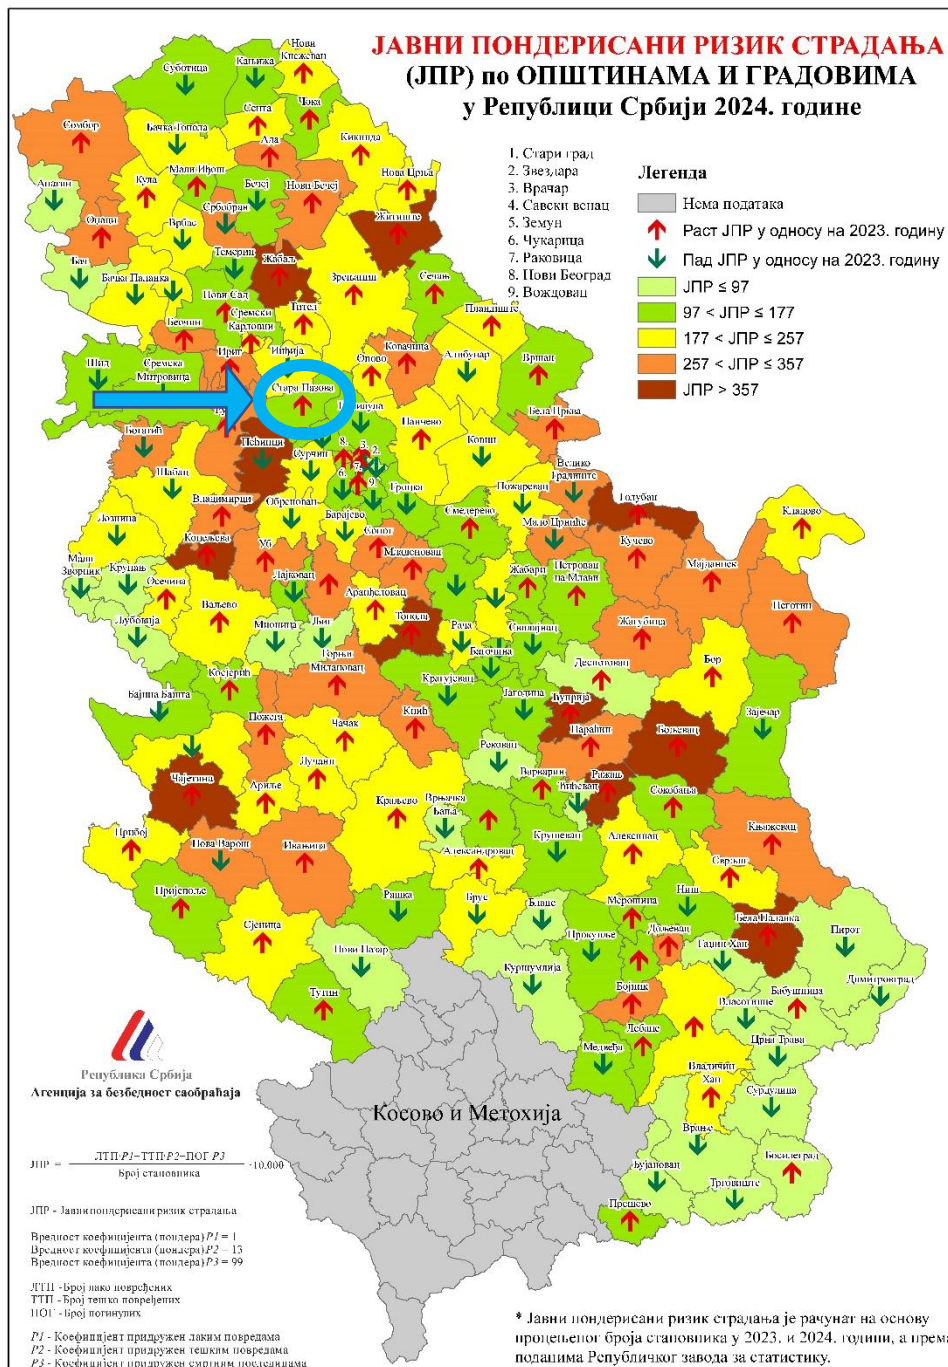 ЈАВНИ ПОНДЕРИСАНИ РИЗИК СТРАДАЊА
(ЈПР) по ОПШТИНАМА И ГРАДОВИМА
у Републици Србији 2024. године
1. Стари град
2. Звездара
3. Врачар
4. Савски венац
5. Земун
6. Чукарица
7. Раковица
8. Нови Београд
9. Вождовац
Легенда
Нема података
Раст ЈПР у односу на 2023. годину
Пад ЈПР у односу на 2023. годину
ЈПР ≤ 97
97 < ЈПР ≤ 177
177 < ЈПР ≤ 257
257 < ЈПР ≤ 357
ЈПР > 357
Суботица
Кањижа
Нови
Кнежевац
Сомбор
Бачка Топола
Сента
Чока
Ада
Кикинда
Апатин
Кула
Мали Иђош
Бечеј
Нови Бечеј
Нова Црња
Оџаци
Врбас
Србобран
Житиште
Бач
Бачка Паланка
Темерин
Жабаљ
Зрењанин
Сечањ
Нови Сад
Сремски
Карловци
Тител
Беочин
Ириг
Инђија
Пландиште
Шид
Сремска
Митровица
Стара Пазова
Опово
Ковачица
Алибунар
Вршац
Панчево
Бела Црква
Богатић
Пећинци
Сурчин
8.
3.
2.
7.
6.
9.
Ковин
Шабац
Гроцка
Велико
Градиште
Голубац
Владимирци
Обреновац
Барајево
Смедерево
Пожаревац
Мало Црниће
Кладово
Лозница
Коцељева
Уб
Сопот
Младеновац
Кучево
Мајданпек
Мали
Зворник
Крупањ
Осечина
Лајковац
Аранђеловац
Жабари
Петровац
на Млави
Неготин
Љубовија
Ваљево
Мионица
Љиг
Топола
Рача
Свилајнац
Жагубица
Горњи
Милановац
Баточина
Деспотовац
Бор
Бајина Башта
Косјерић
Крагујевац
Јагодина
Ћуприја
Зајечар
Пожега
Чачак
Кнић
Параћин
Бољевац
Чајетина
Ариље
Лучани
Рековац
Варварин
Ћићевац
Ражањ
Сокобања
Краљево
Врњачка
Бања
Крушевац
Алексинац
Књажевац
Прибој
Нова Варош
Ивањица
Александровац
Сврљиг
Пријепоље
Рашка
Брус
Блаце
Мерошина
Ниш
Бела Паланка
Сјеница
Нови Пазар
Прокупље
Дољевац
Гаџин Хан
Пирот
Куршумлија
Бојник
Власотинце
Бабушница
Димитровград
Тутин
Лебане
Медвеђа
Црна Трава
Владичин
Хан
Сурдулица
Косово и Метохија
Врање
Бујановац
Трговиште
Босилеград
Прешево
Република Србија
Агенција за безбедност саобраћаја
ЈПР = ЛТП·P1+ТТП·P2+ПОГ·P3
Број становника
·10.000
ЈПР - Јавни пондерисани ризик страдања
Вредност коефицијента (пондера) P1 = 1
Вредност коефицијента (пондера) P2 = 13
Вредност коефицијента (пондера) P3 = 99
ЛТП - Број лако повређених
ТТП - Број тешко повређених
ПОГ - Број погинулих
P1 - Коефицијент придружен лаким повредама
P2 - Коефицијент придружен тешким повредама
P3 - Коефицијент придружен смртним последицама
* Јавни пондерисани ризик страдања је рачунат на основу
процењеног броја становника у 2023. и 2024. години, а према
подацима Републичког завода за статистику.